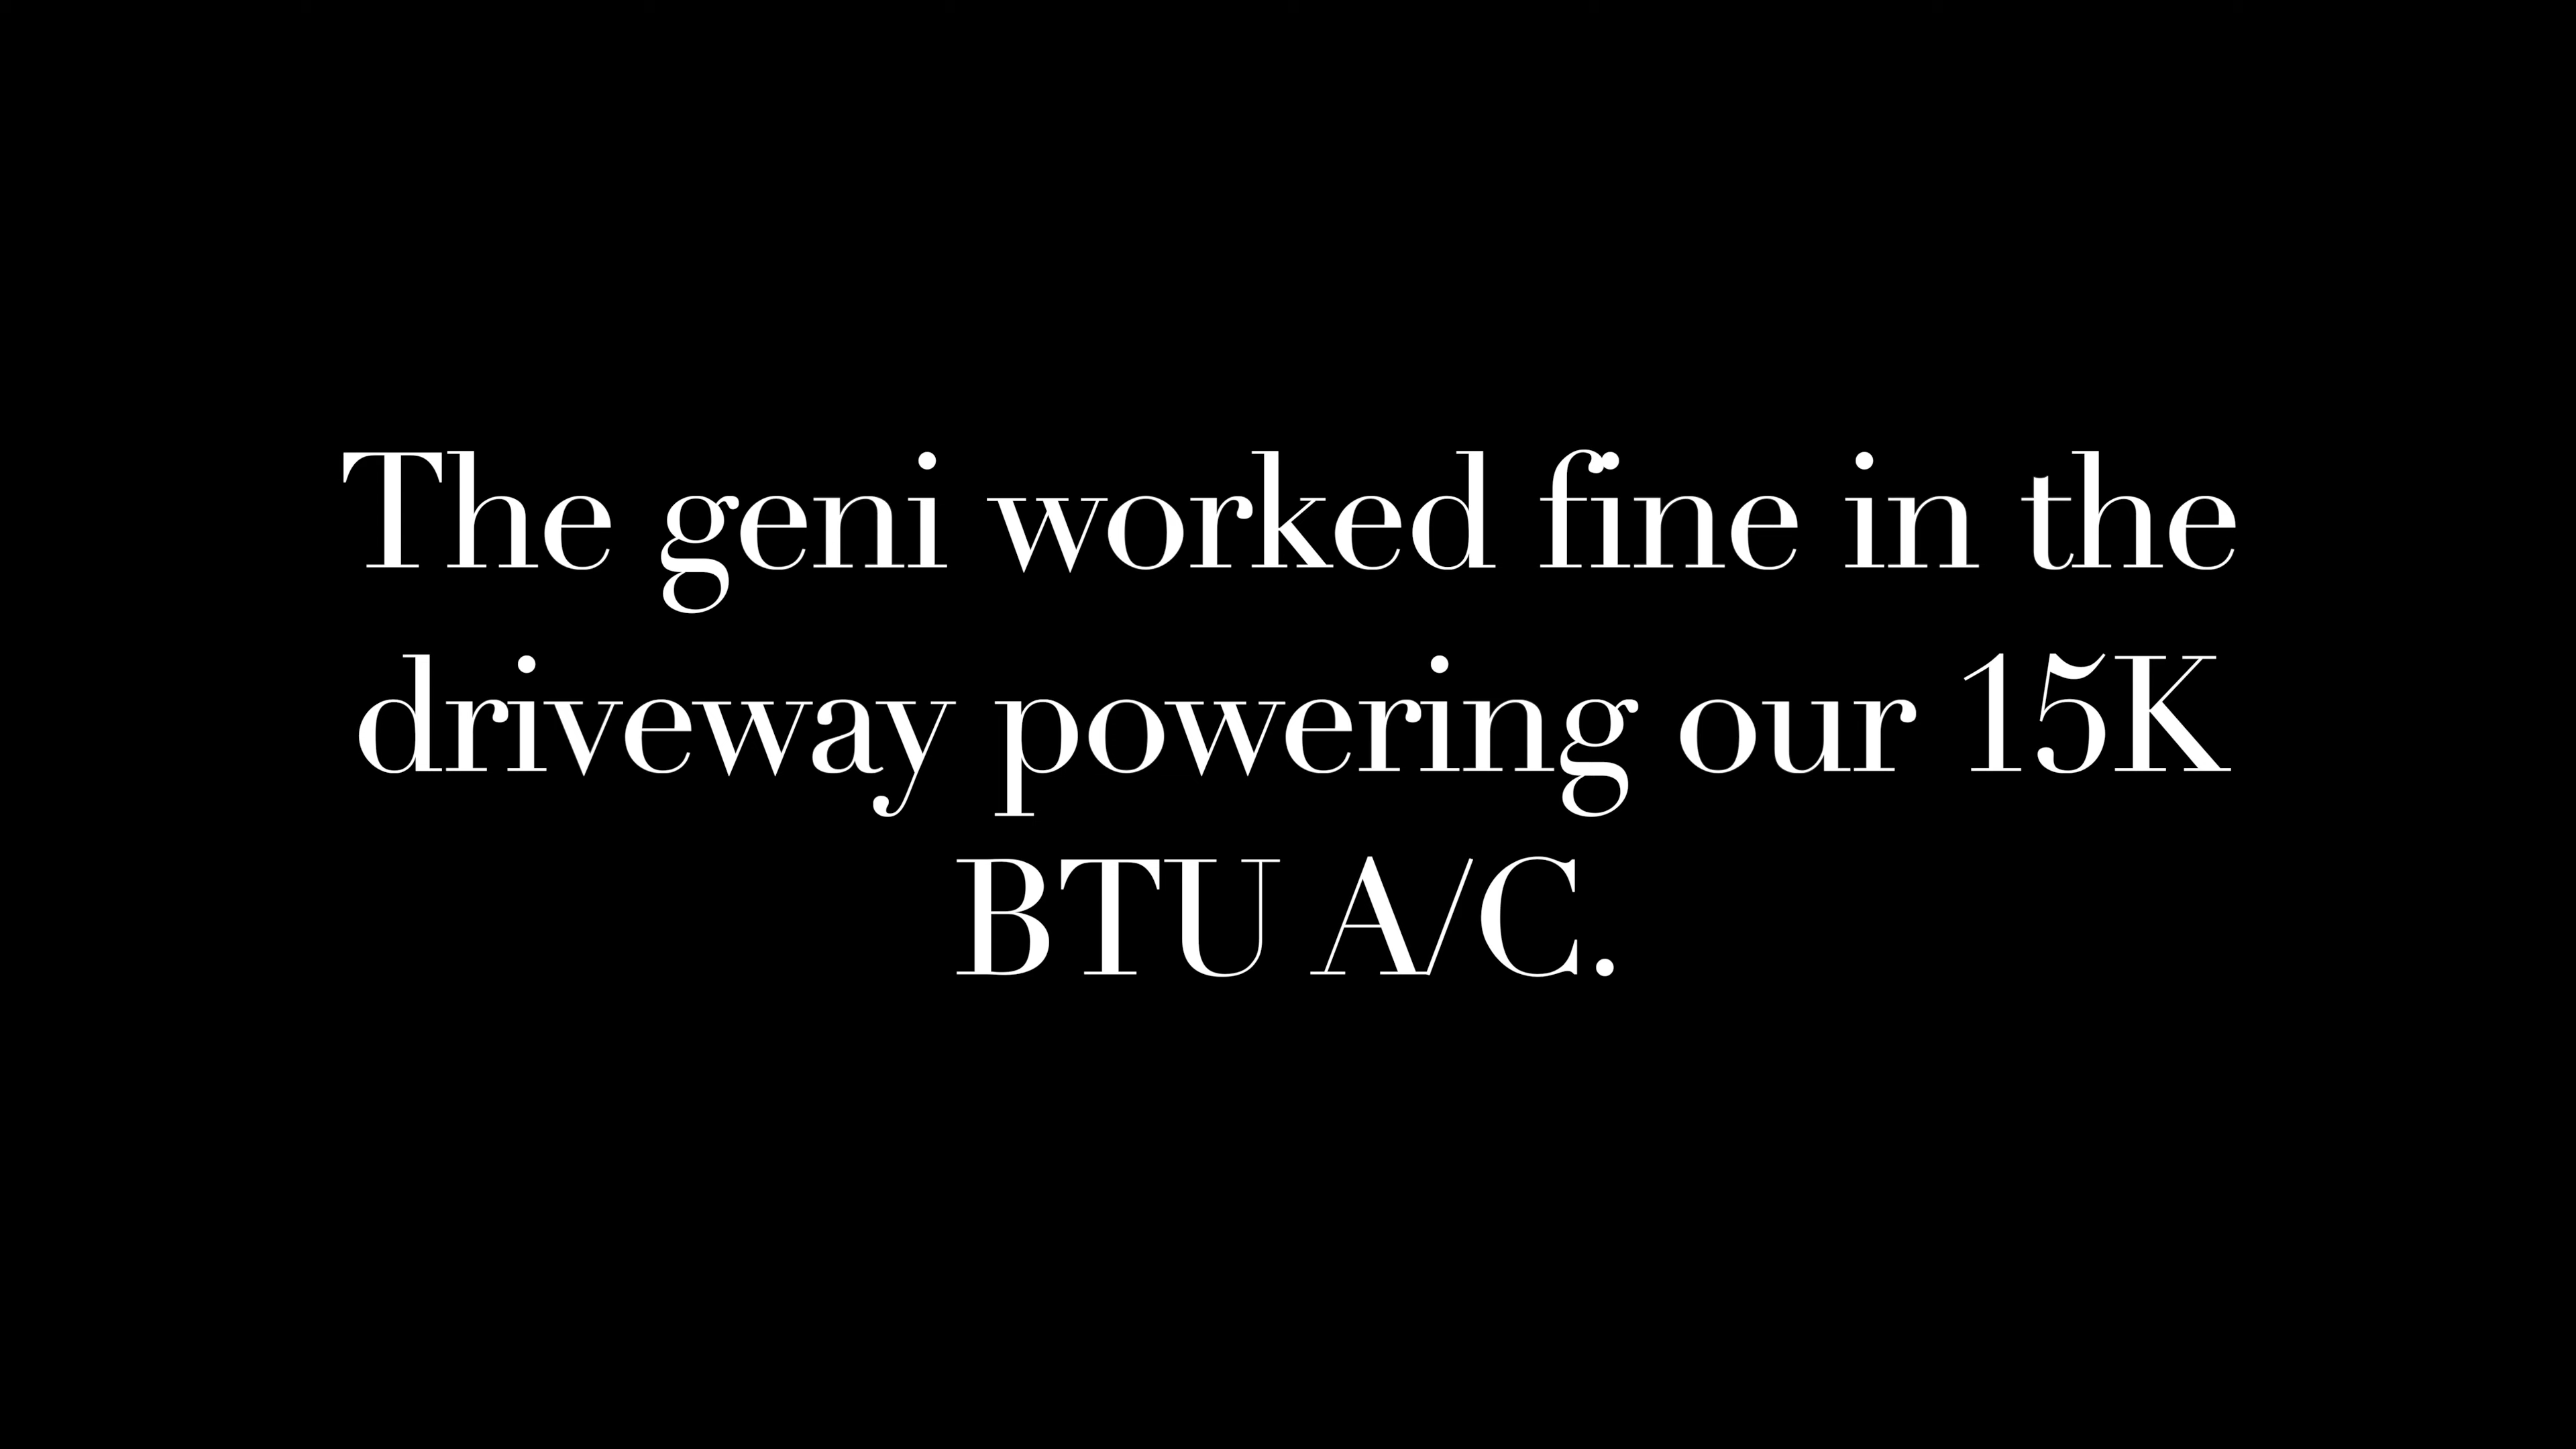 The geni worked fine in the
driveway powering our 15K
BTU A/C.